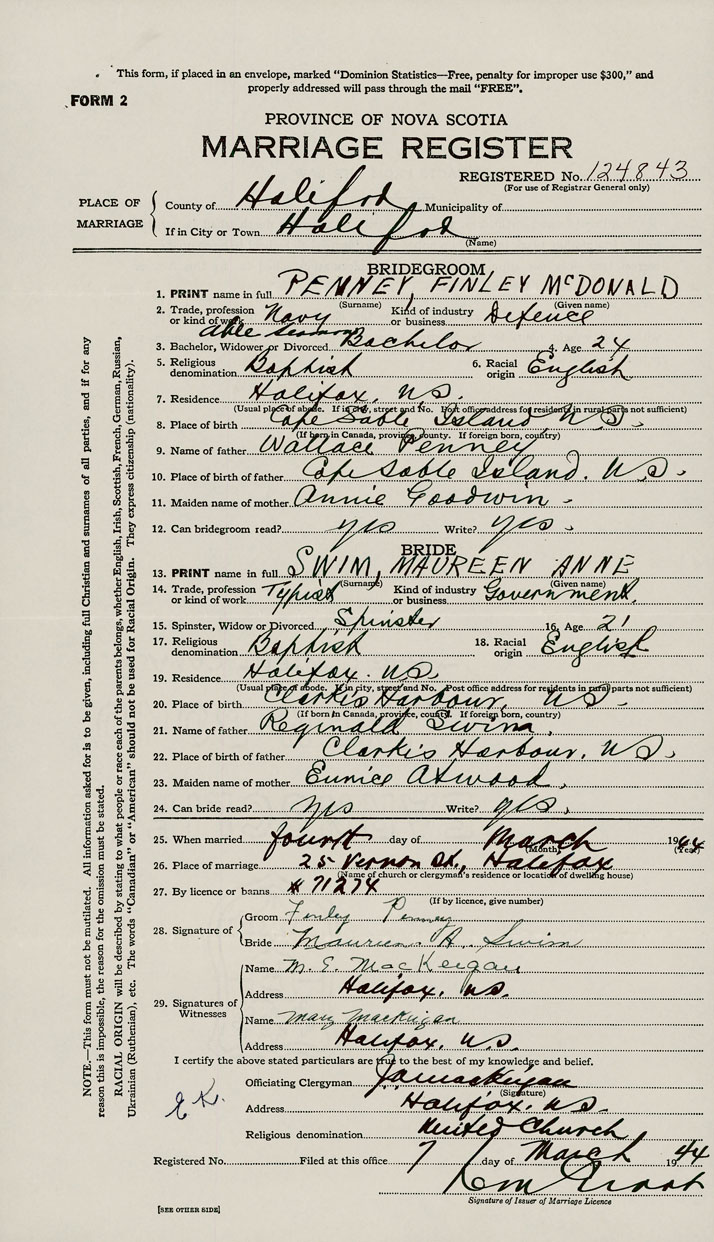 This form, if placed in an envelope, marked "Dominion Statistics—Free, penalty for improper use $300," and
properly addressed will pass through the mail "FREE".
FORM 2
PROVINCE OF NOVA SCOTIA
MARRIAGE REGISTER
REGISTERED No. 124843
(For use of Registrar General only)
PLACE OF MARRIAGE
County of Halifax Municipality of
If in City or Town Halifax
(Name)
BRIDEGROOM
1. PRINT name in full PENNEY, FINLEY McDONALD
(Surname) (Given name)
2. Trade, profession or kind of work Navy able seaman Kind of industry or business Defence
3. Bachelor, Widower or Divorced Bachelor 4. Age 24
5. Religious denomination Baptist 6. Racial origin English
7. Residence Halifax, N.S.
(Usual place of abode. If in city, street and No. Post office address for residents in rural parts not sufficient)
8. Place of birth Cape Sable Island N.S.
(If born in Canada, province, county. If foreign born, country)
9. Name of father Wallace Penney
10. Place of birth of father Cape Sable Island. N.S.
11. Maiden name of mother Annie Goodwin
12. Can bridegroom read? yes Write? yes.
BRIDE
13. PRINT name in full SWIM, MAUREEN ANNE
(Surname) (Given name)
14. Trade, profession or kind of work Typist Kind of industry or business Government.
15. Spinster, Widow or Divorced Spinster 16. Age 21
17. Religious denomination Baptist 18. Racial origin English
19. Residence Halifax. N.S.
(Usual place of abode. If in city, street and No. Post office address for residents in rural parts not sufficient)
20. Place of birth Clark's Harbour, N.S.
(If born in Canada, province, county. If foreign born, country)
21. Name of father Reginald Swim.
22. Place of birth of father Clark's Harbour, N.S.
23. Maiden name of mother Eunice Atwood.
24. Can bride read? yes Write? yes.
25. When married fourth day of March 1944
(Month) (Year)
26. Place of marriage 25 Vernon St., Halifax
(Name of church or clergyman's residence or location of dwelling house)
27. By licence or banns # 71274
(If by licence, give number)
28. Signature of
Groom Finley Penney
Bride Maureen A. Swim
29. Signatures of Witnesses
Name M. E. MacKeigan
Address Halifax, N.S.
Name Mary MacKeigan
Address Halifax, N.S.
I certify the above stated particulars are true to the best of my knowledge and belief.
Officiating Clergyman J A MacKeigan
(Signature)
Address Halifax, N.S.
Religious denomination United Church
Registered No. Filed at this office 7 day of March 1944
Signature of Issuer of Marriage Licence
[SEE OTHER SIDE]
NOTE.—This form must not be mutilated. All information asked for is to be given, including full Christian and surnames of all parties, and if for any
reason this is impossible, the reason for the omission must be stated.
RACIAL ORIGIN will be described by stating to what people or race each of the parents belongs, whether English, Irish, Scottish, French, German, Russian,
Ukrainian (Ruthenian), etc. The words "Canadian" or "American" should not be used for Racial Origin. They express citizenship (nationality).